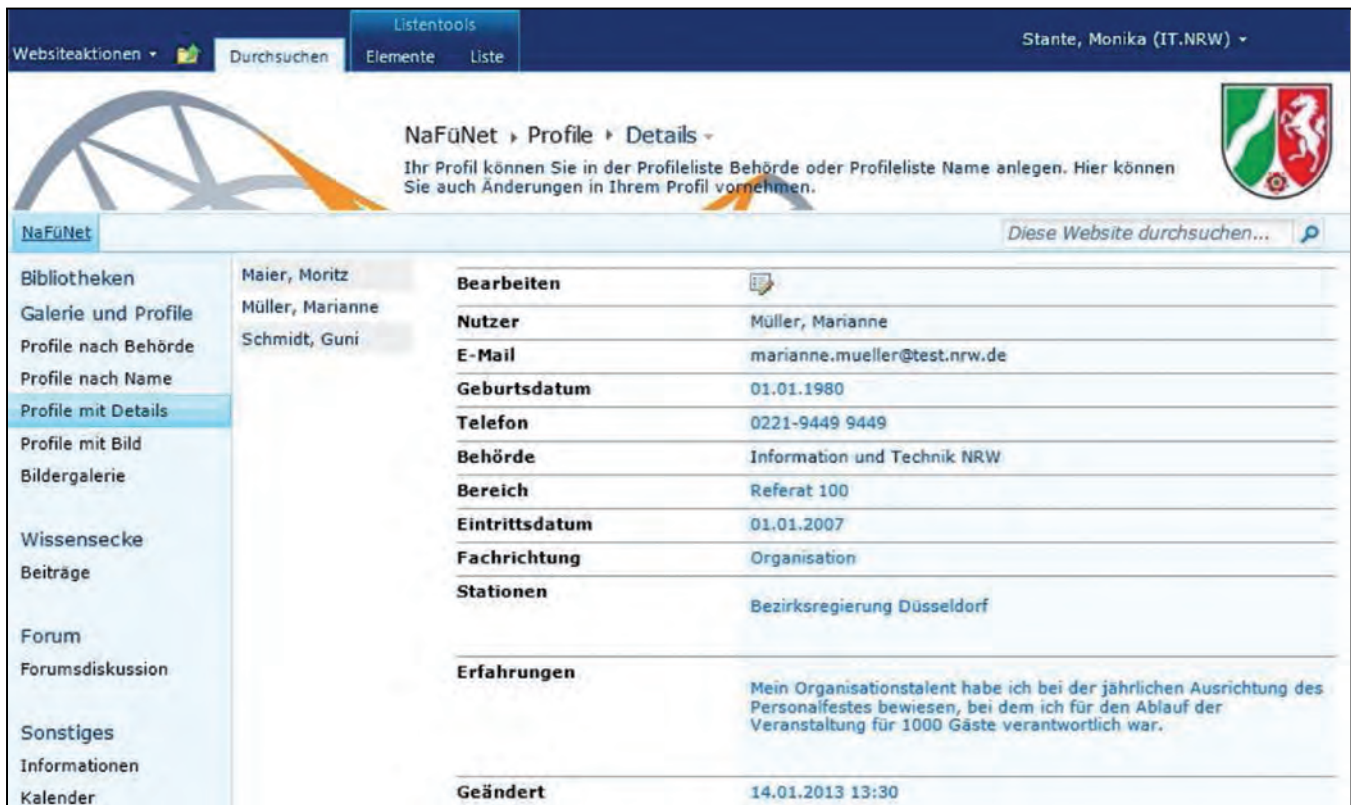 Listentools
Websiteaktionen
Durchsuchen
Elemente
Liste
Stante, Monika (IT.NRW)
NaFüNet Profile Details
Ihr Profil können Sie in der Profileliste Behörde oder Profileliste Name anlegen. Hier können
Sie auch Änderungen in Ihrem Profil vornehmen.
NaFüNet
Diese Website durchsuchen...
Bibliotheken
Galerie und Profile
Profile nach Behörde
Profile nach Name
Profile mit Details
Profile mit Bild
Bildergalerie
Wissensecke
Beiträge
Forum
Forumsdiskussion
Sonstiges
Informationen
Kalender
Maier, Moritz
Müller, Marianne
Schmidt, Guni
Bearbeiten
Nutzer Müller, Marianne
E-Mail marianne.mueller@test.nrw.de
Geburtsdatum 01.01.1980
Telefon 0221-9449 9449
Behörde Information und Technik NRW
Bereich Referat 100
Eintrittsdatum 01.01.2007
Fachrichtung Organisation
Stationen
Bezirksregierung Düsseldorf
Erfahrungen
Mein Organisationstalent habe ich bei der jährlichen Ausrichtung des
Personalfestes bewiesen, bei dem ich für den Ablauf der
Veranstaltung für 1000 Gäste verantwortlich war.
Geändert 14.01.2013 13:30